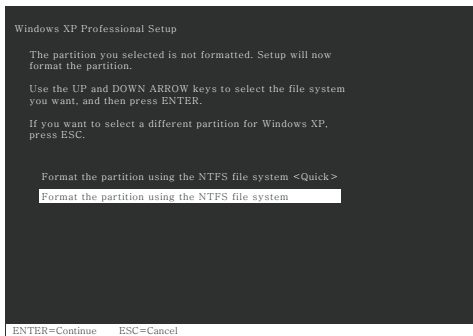 Windows XP Professional Setup
The partition you selected is not formatted. Setup will now
format the partition.
Use the UP and DOWN ARROW keys to select the file system
you want, and then press ENTER.
If you want to select a different partition for Windows XP,
press ESC.
Format the partition using the NTFS file system <Quick>
Format the partition using the NTFS file system
ENTER=Continue ESC=Cancel